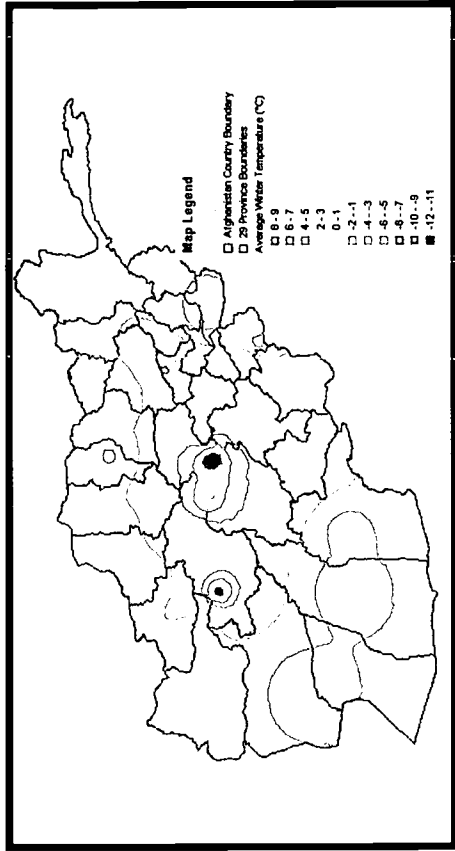 Map Legend
Afghanistan Country Boundary
29 Province Boundaries
Average Winter Temperature (°C)
8 - 9
6 - 7
4 - 5
2 - 3
0 - 1
-2 - -1
-4 - -3
-6 - -5
-8 - -7
-10 - -9
-12 - -11